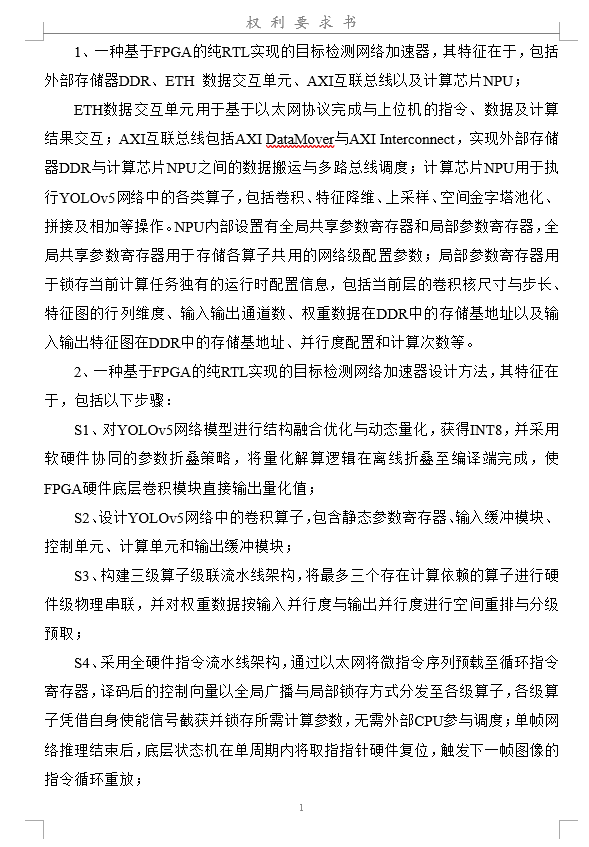 权利要求书
1、一种基于FPGA的纯RTL实现的目标检测网络加速器，其特征在于，包括
外部存储器DDR、ETH 数据交互单元、AXI互联总线以及计算芯片NPU；
ETH数据交互单元用于基于以太网协议完成与上位机的指令、数据及计算
结果交互；AXI互联总线包括AXI DataMover与AXI Interconnect，实现外部存储
器DDR与计算芯片NPU之间的数据搬运与多路总线调度；计算芯片NPU用于执
行YOLOv5网络中的各类算子，包括卷积、特征降维、上采样、空间金字塔池化、
拼接及相加等操作。NPU内部设置有全局共享参数寄存器和局部参数寄存器，全
局共享参数寄存器用于存储各算子共用的网络级配置参数；局部参数寄存器用
于锁存当前计算任务独有的运行时配置信息，包括当前层的卷积核尺寸与步长、
特征图的行列维度、输入输出通道数、权重数据在DDR中的存储基地址以及输
入输出特征图在DDR中的存储基地址、并行度配置和计算次数等。
2、一种基于FPGA的纯RTL实现的目标检测网络加速器设计方法，其特征在
于，包括以下步骤：
S1、对YOLOv5网络模型进行结构融合优化与动态量化，获得INT8，并采用
软硬件协同的参数折叠策略，将量化解算逻辑在离线折叠至编译端完成，使
FPGA硬件底层卷积模块直接输出量化值；
S2、设计YOLOv5网络中的卷积算子，包含静态参数寄存器、输入缓冲模块、
控制单元、计算单元和输出缓冲模块；
S3、构建三级算子级联流水线架构，将最多三个存在计算依赖的算子进行硬
件级物理串联，并对权重数据按输入并行度与输出并行度进行空间重排与分级
预取；
S4、采用全硬件指令流水线架构，通过以太网将微指令序列预载至循环指令
寄存器，译码后的控制向量以全局广播与局部锁存方式分发至各级算子，各级算
子凭借自身使能信号截获并锁存所需计算参数，无需外部CPU参与调度；单帧网
络推理结束后，底层状态机在单周期内将取指指针硬件复位，触发下一帧图像的
指令循环重放；
1